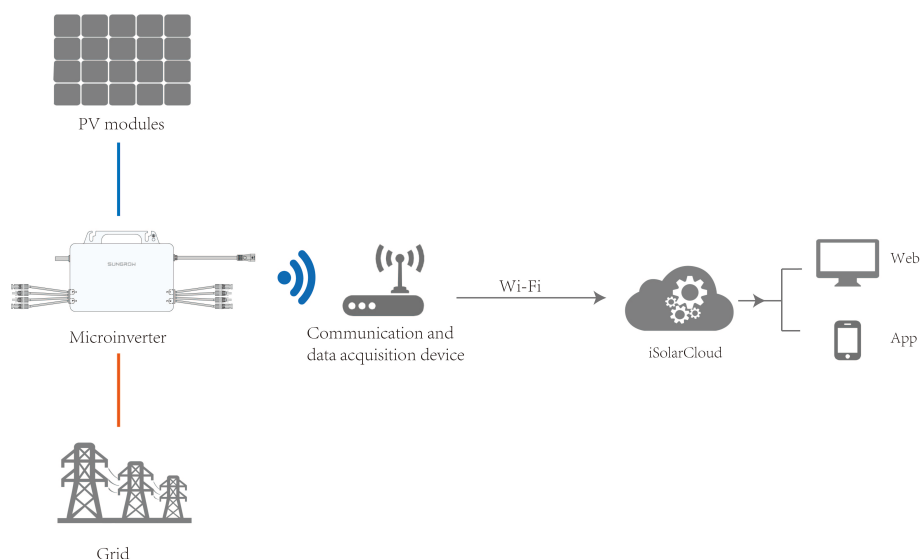 PV modules
SUNGROW
Microinverter
Grid
Communication and
data acquisition device
Wi-Fi
iSolarCloud
Web
App